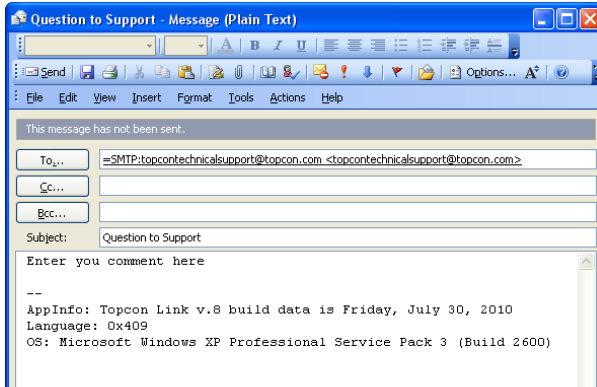 Question to Support - Message (Plain Text)
A B I U
Send Options... A
File Edit View Insert Format Tools Actions Help
This message has not been sent.
To... =SMTP:topcontechnicalsupport@topcon.com <topcontechnicalsupport@topcon.com>
Cc...
Bcc...
Subject: Question to Support
Enter you comment here
--
AppInfo: Topcon Link v.8 build data is Friday, July 30, 2010
Language: 0x409
OS: Microsoft Windows XP Professional Service Pack 3 (Build 2600)